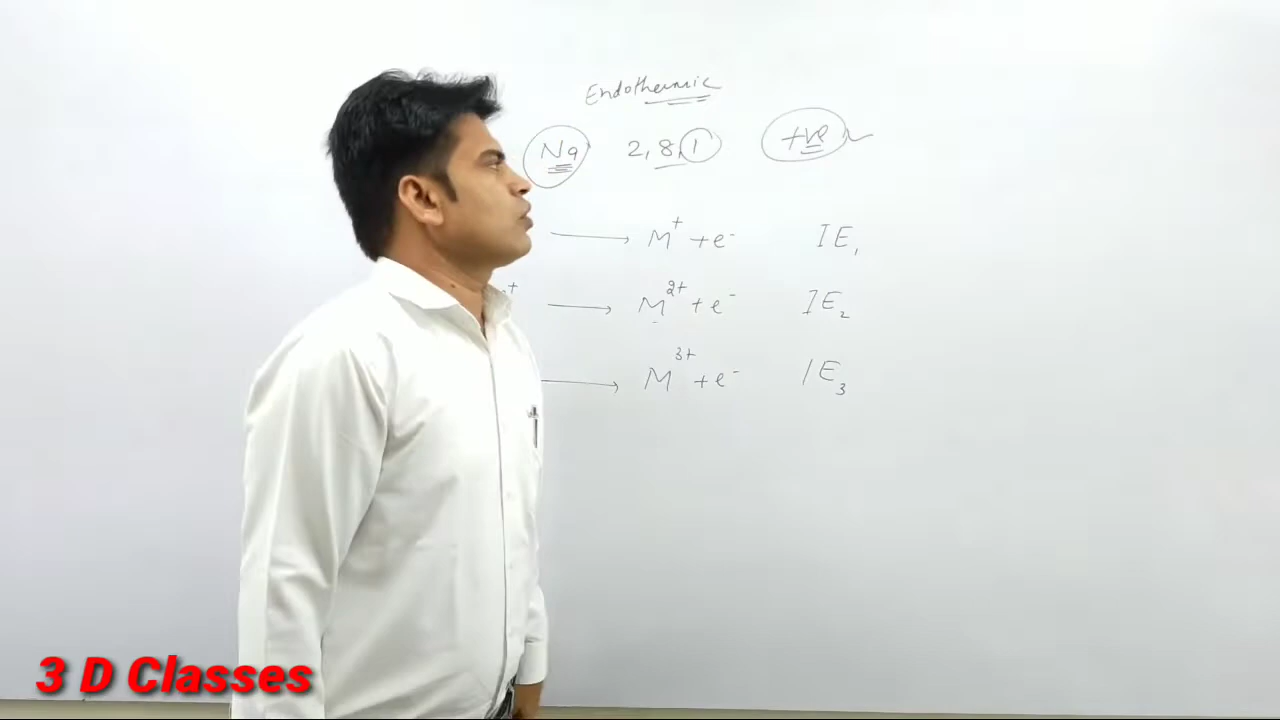 Endothermic
Na 2,8,1 +ve
⟶ M⁺ + e⁻ IE₁
⟶ M²⁺ + e⁻ IE₂
⟶ M³⁺ + e⁻ IE₃
3 D Classes